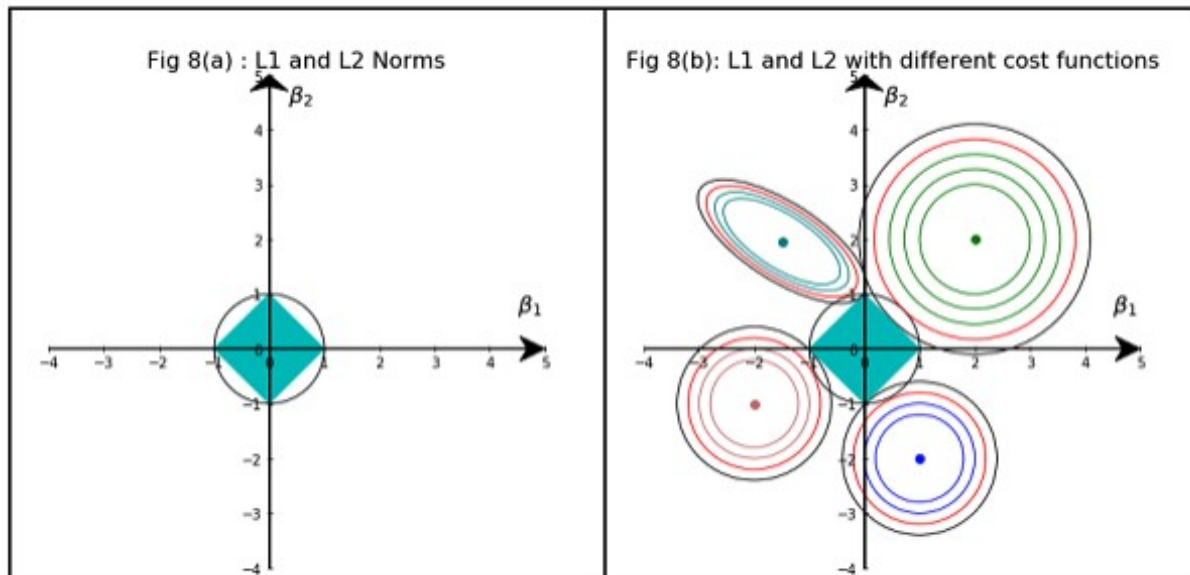 Fig 8(a) : L1 and L2 Norms
5
β₂
4
3
2
1
β₁
−4 −3 −2 −1 0 1 2 3 4 5
−1
−2
−3
−4
Fig 8(b): L1 and L2 with different cost functions
5
β₂
4
3
2
1
β₁
−4 −3 −2 −1 0 1 2 3 4 5
−1
−2
−3
−4